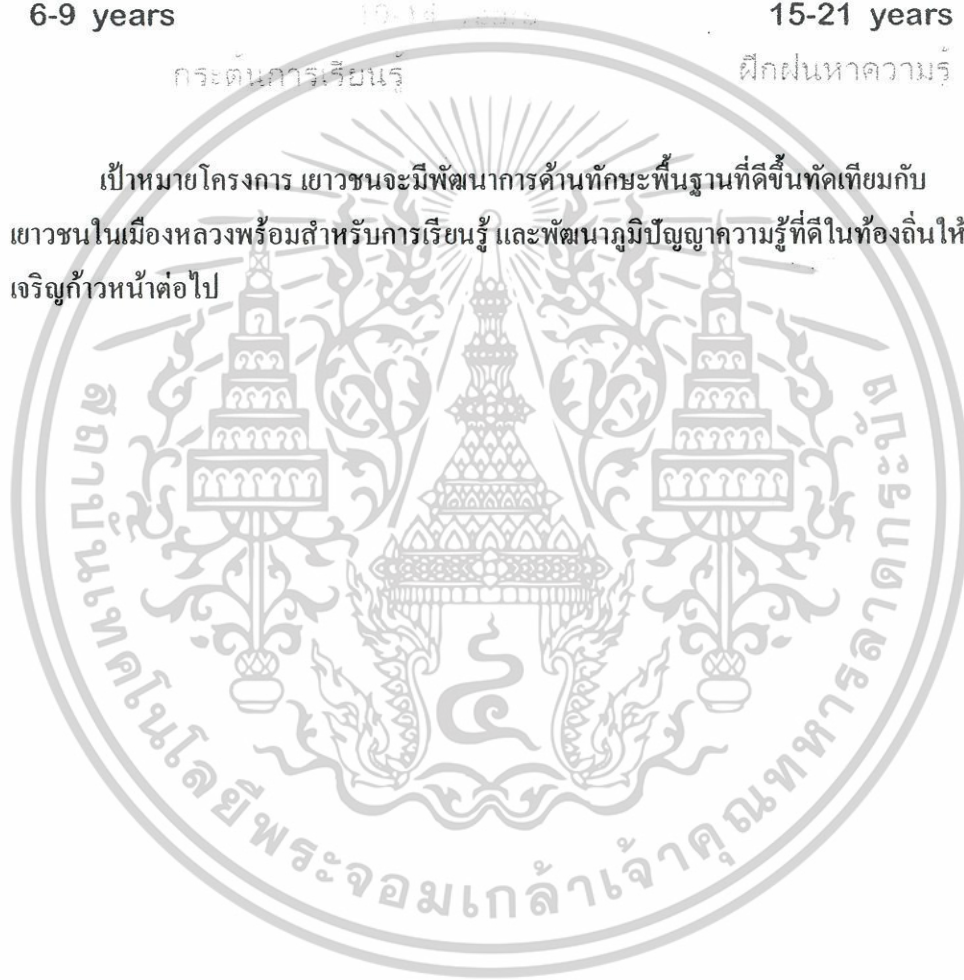 6-9 years 10-14 years 15-21 years
กระตุ้นการเรียนรู้ ฝึกฝนหาความรู้
เป้าหมายโครงการ เยาวชนจะมีพัฒนาการด้านทักษะพื้นฐานที่ดีขึ้นทัดเทียมกับ
เยาวชนในเมืองหลวงพร้อมสำหรับการเรียนรู้ และพัฒนาภูมิปัญญาความรู้ที่ดีในท้องถิ่นให้
เจริญก้าวหน้าต่อไป
สถาบันเทคโนโลยีพระจอมเกล้าเจ้าคุณทหารลาดกระบัง